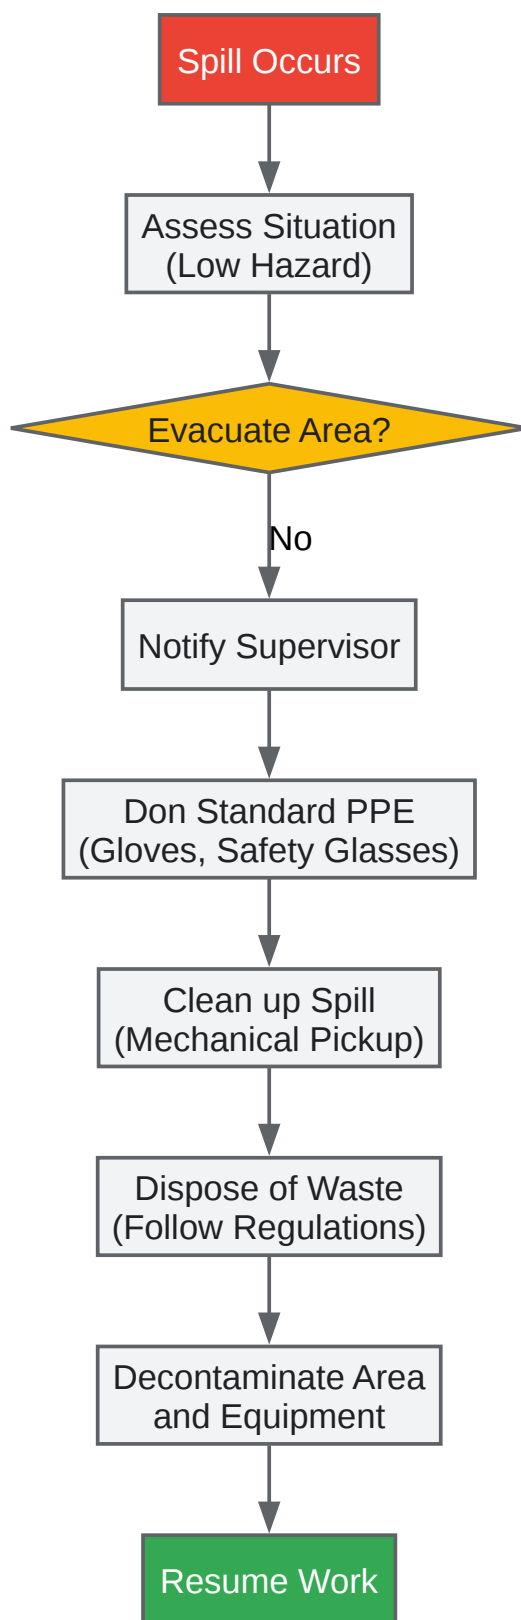 Spill Occurs
Assess Situation
(Low Hazard)
Evacuate Area?
No
Notify Supervisor
Don Standard PPE
(Gloves, Safety Glasses)
Clean up Spill
(Mechanical Pickup)
Dispose of Waste
(Follow Regulations)
Decontaminate Area
and Equipment
Resume Work